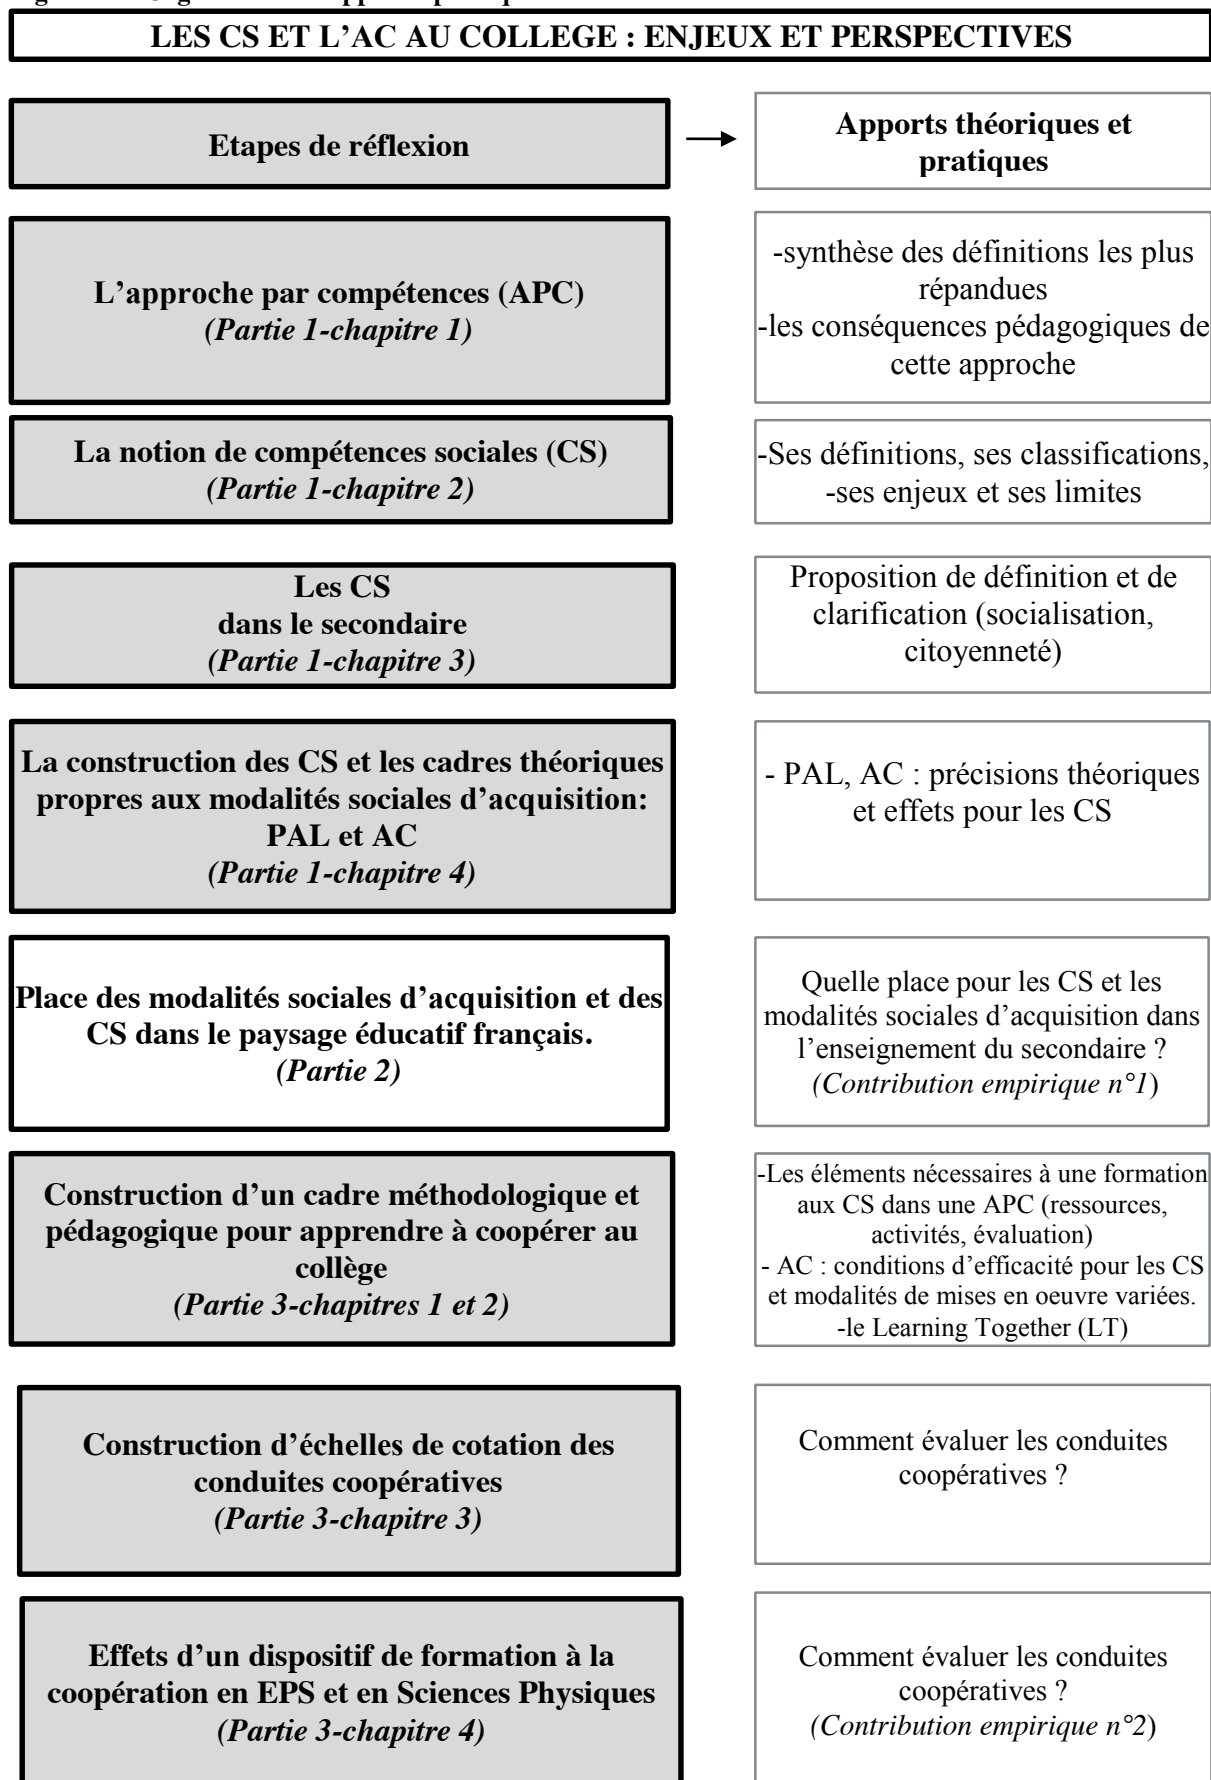 LES CS ET L’AC AU COLLEGE : ENJEUX ET PERSPECTIVES
Etapes de réflexion
Apports théoriques et
pratiques
L’approche par compétences (APC)
(Partie 1-chapitre 1)
-synthèse des définitions les plus
répandues
-les conséquences pédagogiques de
cette approche
La notion de compétences sociales (CS)
(Partie 1-chapitre 2)
-Ses définitions, ses classifications,
-ses enjeux et ses limites
Les CS
dans le secondaire
(Partie 1-chapitre 3)
Proposition de définition et de
clarification (socialisation,
citoyenneté)
La construction des CS et les cadres théoriques
propres aux modalités sociales d’acquisition:
PAL et AC
(Partie 1-chapitre 4)
- PAL, AC : précisions théoriques
et effets pour les CS
Place des modalités sociales d’acquisition et des
CS dans le paysage éducatif français.
(Partie 2)
Quelle place pour les CS et les
modalités sociales d’acquisition dans
l’enseignement du secondaire ?
(Contribution empirique n°1)
Construction d’un cadre méthodologique et
pédagogique pour apprendre à coopérer au
collège
(Partie 3-chapitres 1 et 2)
-Les éléments nécessaires à une formation
aux CS dans une APC (ressources,
activités, évaluation)
- AC : conditions d’efficacité pour les CS
et modalités de mises en oeuvre variées.
-le Learning Together (LT)
Construction d’échelles de cotation des
conduites coopératives
(Partie 3-chapitre 3)
Comment évaluer les conduites
coopératives ?
Effets d’un dispositif de formation à la
coopération en EPS et en Sciences Physiques
(Partie 3-chapitre 4)
Comment évaluer les conduites
coopératives ?
(Contribution empirique n°2)